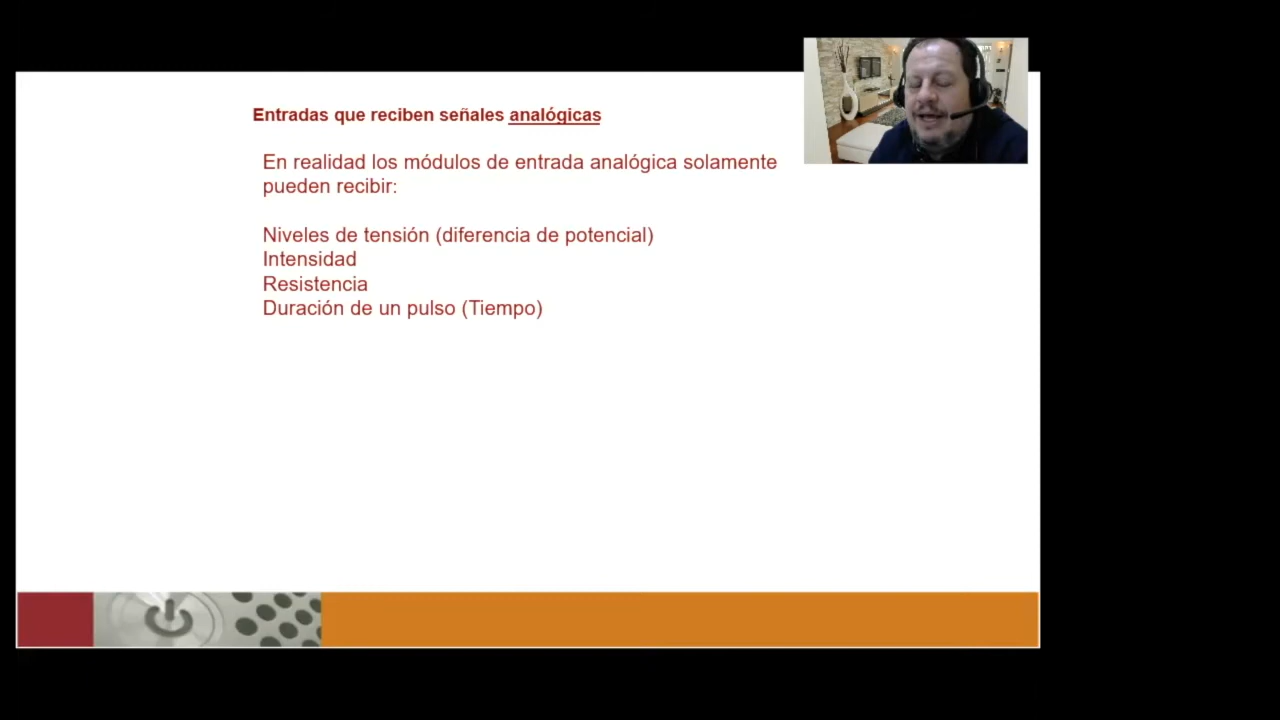 Entradas que reciben señales analógicas
En realidad los módulos de entrada analógica solamente
pueden recibir:
Niveles de tensión (diferencia de potencial)
Intensidad
Resistencia
Duración de un pulso (Tiempo)